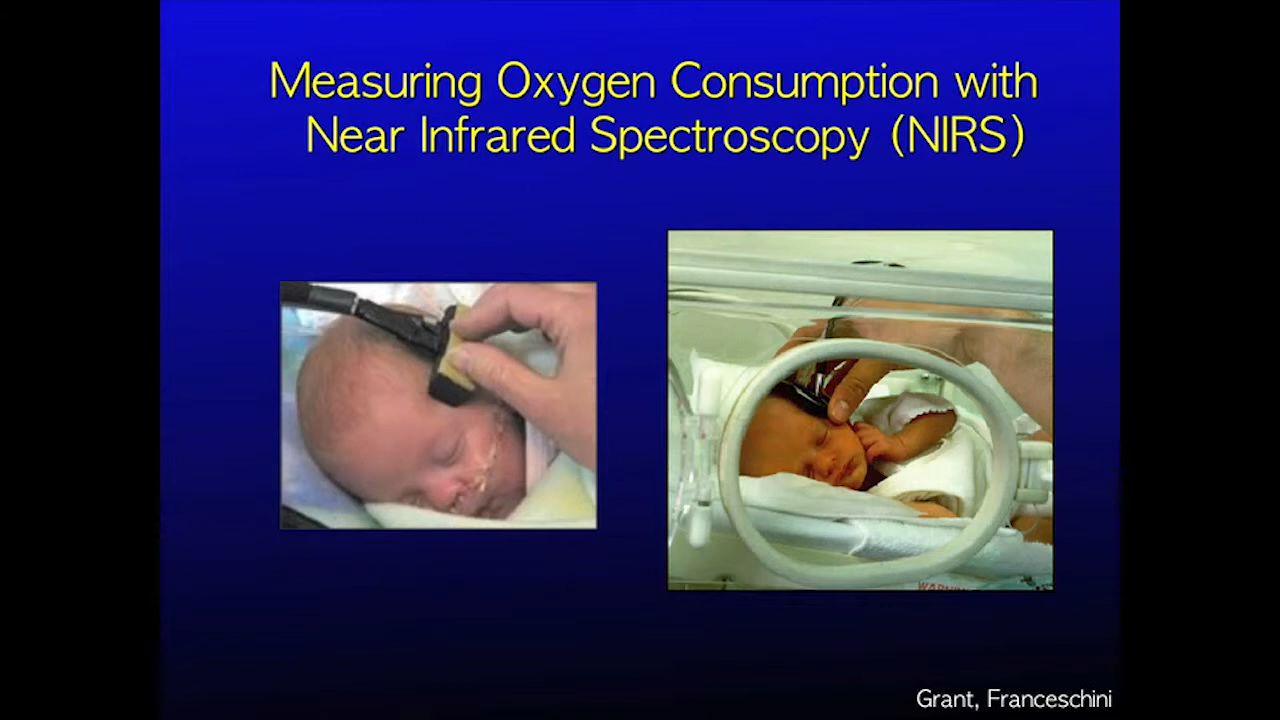 Measuring Oxygen Consumption with
Near Infrared Spectroscopy (NIRS)
Grant, Franceschini